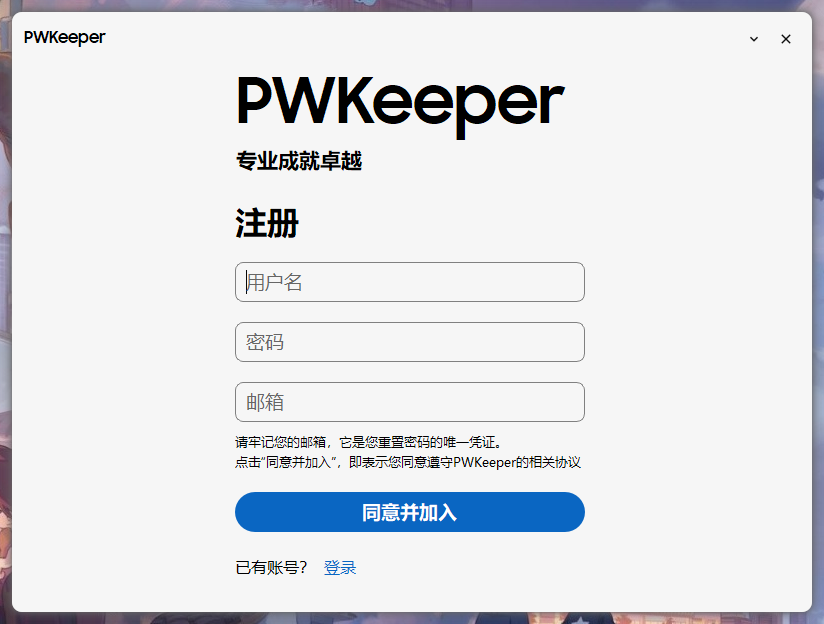 PWKeeper
PWKeeper
专业成就卓越
注册
用户名
密码
邮箱
请牢记您的邮箱，它是您重置密码的唯一凭证。
点击“同意并加入”，即表示您同意遵守PWKeeper的相关协议
同意并加入
已有账号？ 登录